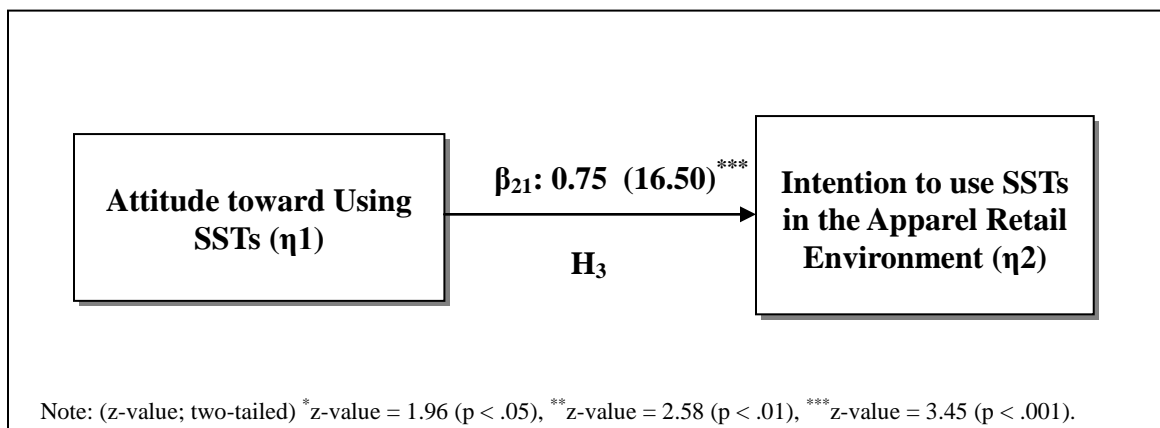 Attitude toward Using
SSTs (η1)
β₂₁: 0.75 (16.50)***
H₃
Intention to use SSTs
in the Apparel Retail
Environment (η2)
Note: (z-value; two-tailed) *z-value = 1.96 (p < .05), **z-value = 2.58 (p < .01), ***z-value = 3.45 (p < .001).